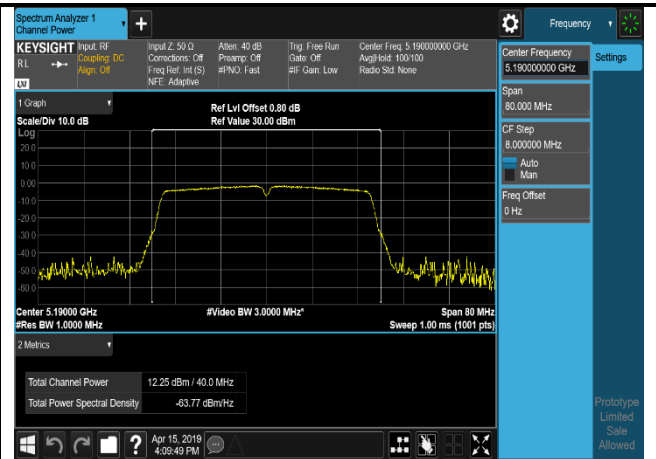 Spectrum Analyzer 1
Channel Power
Frequency
KEYSIGHT
RL
LXI
Input: RF
Coupling: DC
Align: Off
Input Z: 50 Ω
Corrections: Off
Freq Ref: Int (S)
NFE: Adaptive
Atten: 40 dB
Preamp: Off
#PNO: Fast
Trig: Free Run
Gate: Off
#IF Gain: Low
Center Freq: 5.190000000 GHz
Avg|Hold: 100/100
Radio Std: None
Center Frequency
5.190000000 GHz
Settings
Span
80.000 MHz
CF Step
8.000000 MHz
Auto
Man
Freq Offset
0 Hz
1 Graph
Scale/Div 10.0 dB
Ref Lvl Offset 0.80 dB
Ref Value 30.00 dBm
Log
20.0
10.0
0.00
-10.0
-20.0
-30.0
-40.0
-50.0
-60.0
Center 5.19000 GHz
#Res BW 1.0000 MHz
#Video BW 3.0000 MHz*
Span 80 MHz
Sweep 1.00 ms (1001 pts)
2 Metrics
Total Channel Power 12.25 dBm / 40.0 MHz
Total Power Spectral Density -63.77 dBm/Hz
Prototype
Limited
Sale
Allowed
Apr 15, 2019
4:09:49 PM